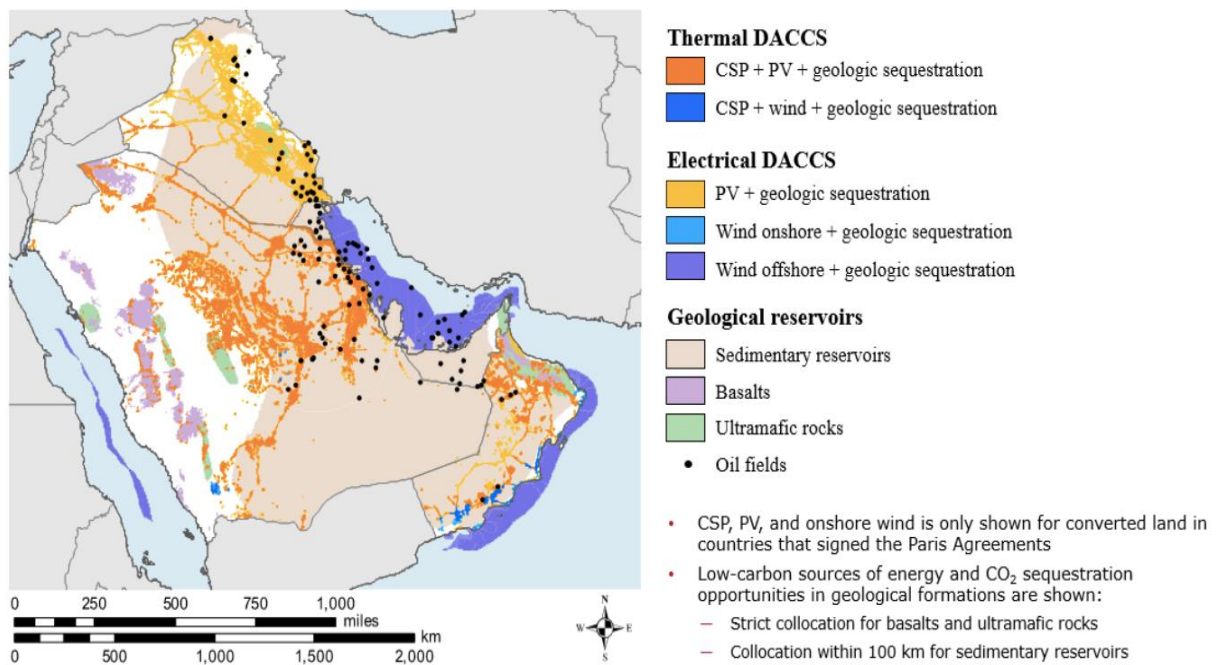 Thermal DACCS
CSP + PV + geologic sequestration
CSP + wind + geologic sequestration
Electrical DACCS
PV + geologic sequestration
Wind onshore + geologic sequestration
Wind offshore + geologic sequestration
Geological reservoirs
Sedimentary reservoirs
Basalts
Ultramafic rocks
Oil fields
• CSP, PV, and onshore wind is only shown for converted land in
countries that signed the Paris Agreements
• Low-carbon sources of energy and CO₂ sequestration
opportunities in geological formations are shown:
— Strict collocation for basalts and ultramafic rocks
— Collocation within 100 km for sedimentary reservoirs
0 250 500 750 1,000
miles
km
0 500 1,000 1,500 2,000
N
W E
S